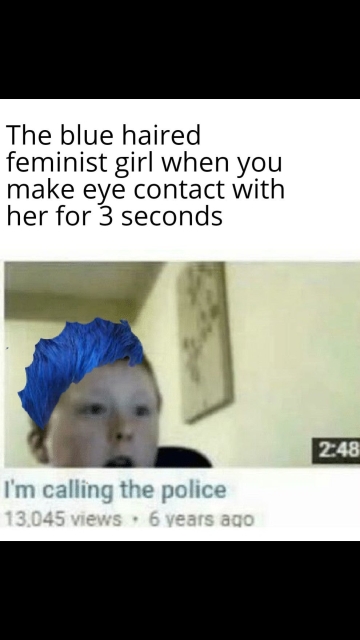 The blue haired
feminist girl when you
make eye contact with
her for 3 seconds
2:48
I'm calling the police
13,045 views • 6 years ago